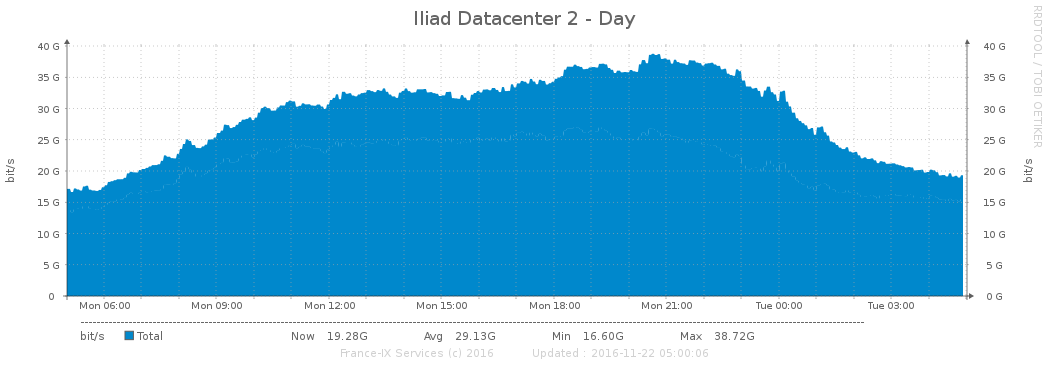 Iliad Datacenter 2 - Day
RRDTOOL / TOBI OETIKER
40 G 40 G
35 G 35 G
30 G 30 G
25 G 25 G
20 G 20 G
15 G 15 G
10 G 10 G
5 G 5 G
0 0 G
bit/s
bit/s
Mon 06:00 Mon 09:00 Mon 12:00 Mon 15:00 Mon 18:00 Mon 21:00 Tue 00:00 Tue 03:00
bit/s Total Now 19.28G Avg 29.13G Min 16.60G Max 38.72G
France-IX Services (c) 2016 Updated : 2016-11-22 05:00:06